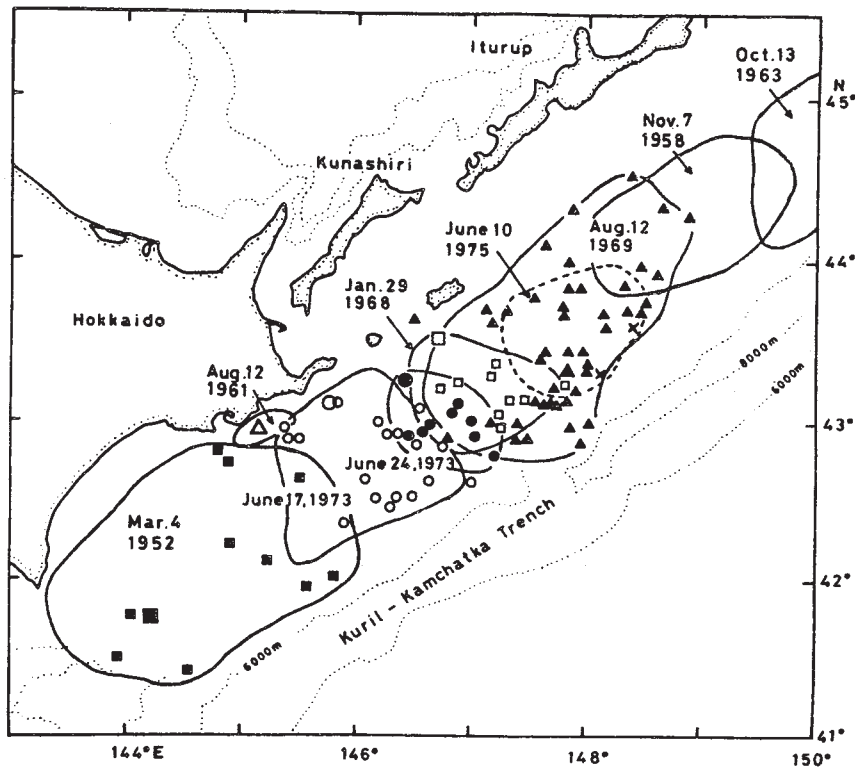 Iturup
Oct.13
1963
N
45°
Nov.7
1958
Kunashiri
June 10
1975
Aug.12
1969
44°
Jan.29
1968
Hokkaido
8000m
6000m
Aug.12
1961
43°
June 24,1973
June 17,1973
Mar.4
1952
Kuril - Kamchatka Trench
42°
6000m
41°
144°E
146°
148°
150°